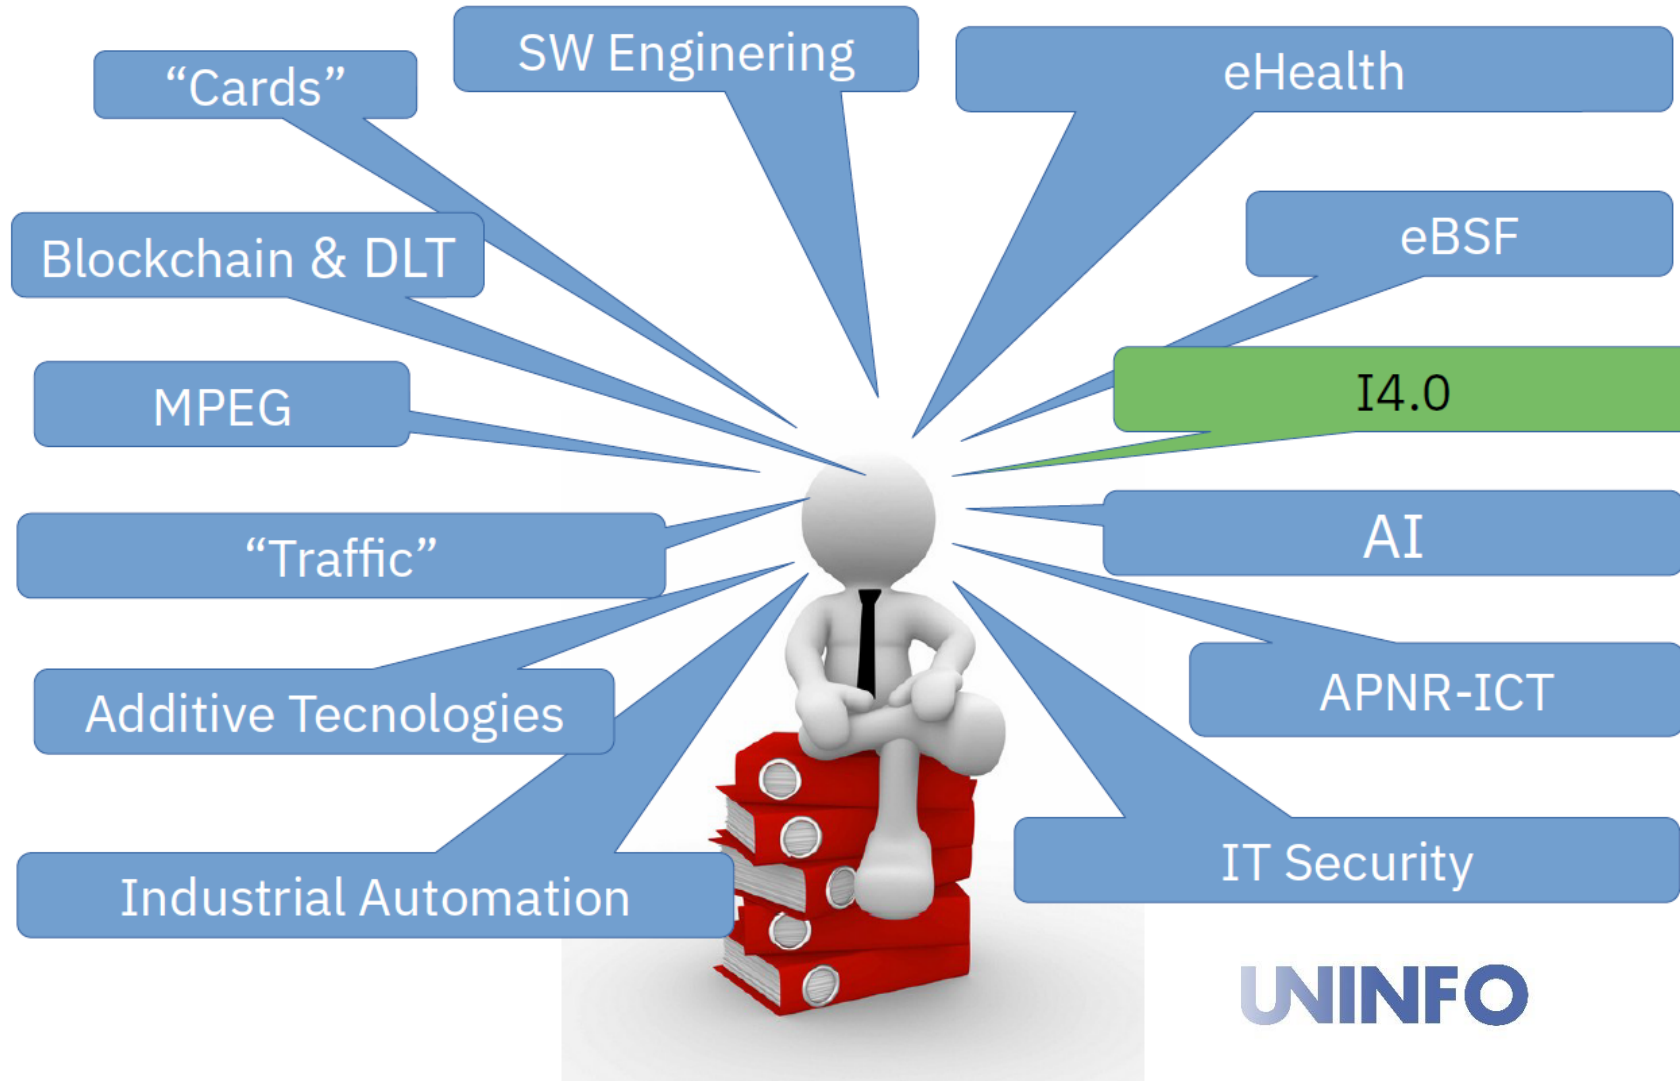 “Cards”
SW Enginering
eHealth
Blockchain & DLT
eBSF
MPEG
I4.0
“Traffic”
AI
Additive Tecnologies
APNR-ICT
Industrial Automation
IT Security
UNINFO